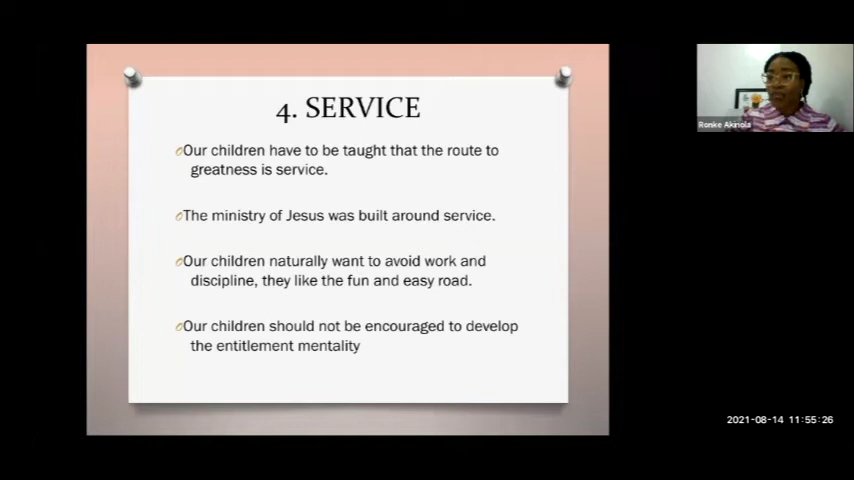 4. SERVICE
Our children have to be taught that the route to
greatness is service.
The ministry of Jesus was built around service.
Our children naturally want to avoid work and
discipline, they like the fun and easy road.
Our children should not be encouraged to develop
the entitlement mentality
Ronke Akinola
2021-08-14 11:55:26